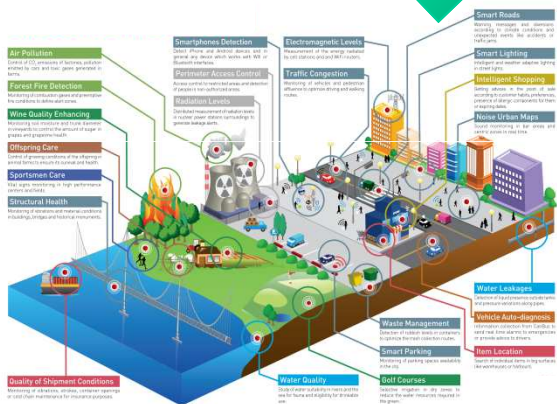 Air Pollution
Control of CO₂ emissions of factories, pollution
emitted by cars and toxic gases generated in
farms.
Forest Fire Detection
Monitoring of combustion gases and preemptive
fire conditions to define alert zones.
Wine Quality Enhancing
Monitoring soil moisture and trunk diameter
in vineyards to control the amount of sugar in
grapes and grapevine health.
Offspring Care
Control of growing conditions of the offspring in
animal farms to ensure its survival and health.
Sportsmen Care
Vital signs monitoring in high performance
centers and fields.
Structural Health
Monitoring of vibrations and material conditions
in buildings, bridges and historical monuments.
Quality of Shipment Conditions
Monitoring of vibrations, strokes, container openings
or cold chain maintenance for insurance purposes.
Smartphones Detection
Detect iPhone and Android devices and in
general any device which works with Wifi or
Bluetooth interfaces.
Perimeter Access Control
Access control to restricted areas and detection
of people in non-authorized areas.
Radiation Levels
Distributed measurement of radiation levels
in nuclear power stations surroundings to
generate leakage alerts.
Electromagnetic Levels
Measurement of the energy radiated
by cell stations and WiFi routers.
Traffic Congestion
Monitoring of vehicles and pedestrian
affluence to optimize driving and walking
routes.
Smart Roads
Warning messages and diversions
according to climate conditions and
unexpected events like accidents or
traffic jams.
Smart Lighting
Intelligent and weather adaptive lighting
in street lights.
Intelligent Shopping
Getting advices in the point of sale
according to customer habits, preferences,
presence of allergic components for them
or expiring dates.
Noise Urban Maps
Sound monitoring in bar areas and
centric zones in real time.
Water Leakages
Detection of liquid presence outside tanks
and pressure variations along pipes.
Vehicle Auto-diagnosis
Information collection from CanBus to
send real time alarms to emergencies
or provide advice to drivers.
Item Location
Search of individual items in big surfaces
like warehouses or harbours.
Waste Management
Detection of rubbish levels in containers
to optimize the trash collection routes.
Smart Parking
Monitoring of parking spaces availability
in the city.
Golf Courses
Selective irrigation in dry zones to
reduce the water resources required in
the green.
Water Quality
Study of water suitability in rivers and the
sea for fauna and eligibility for drinkable
use.